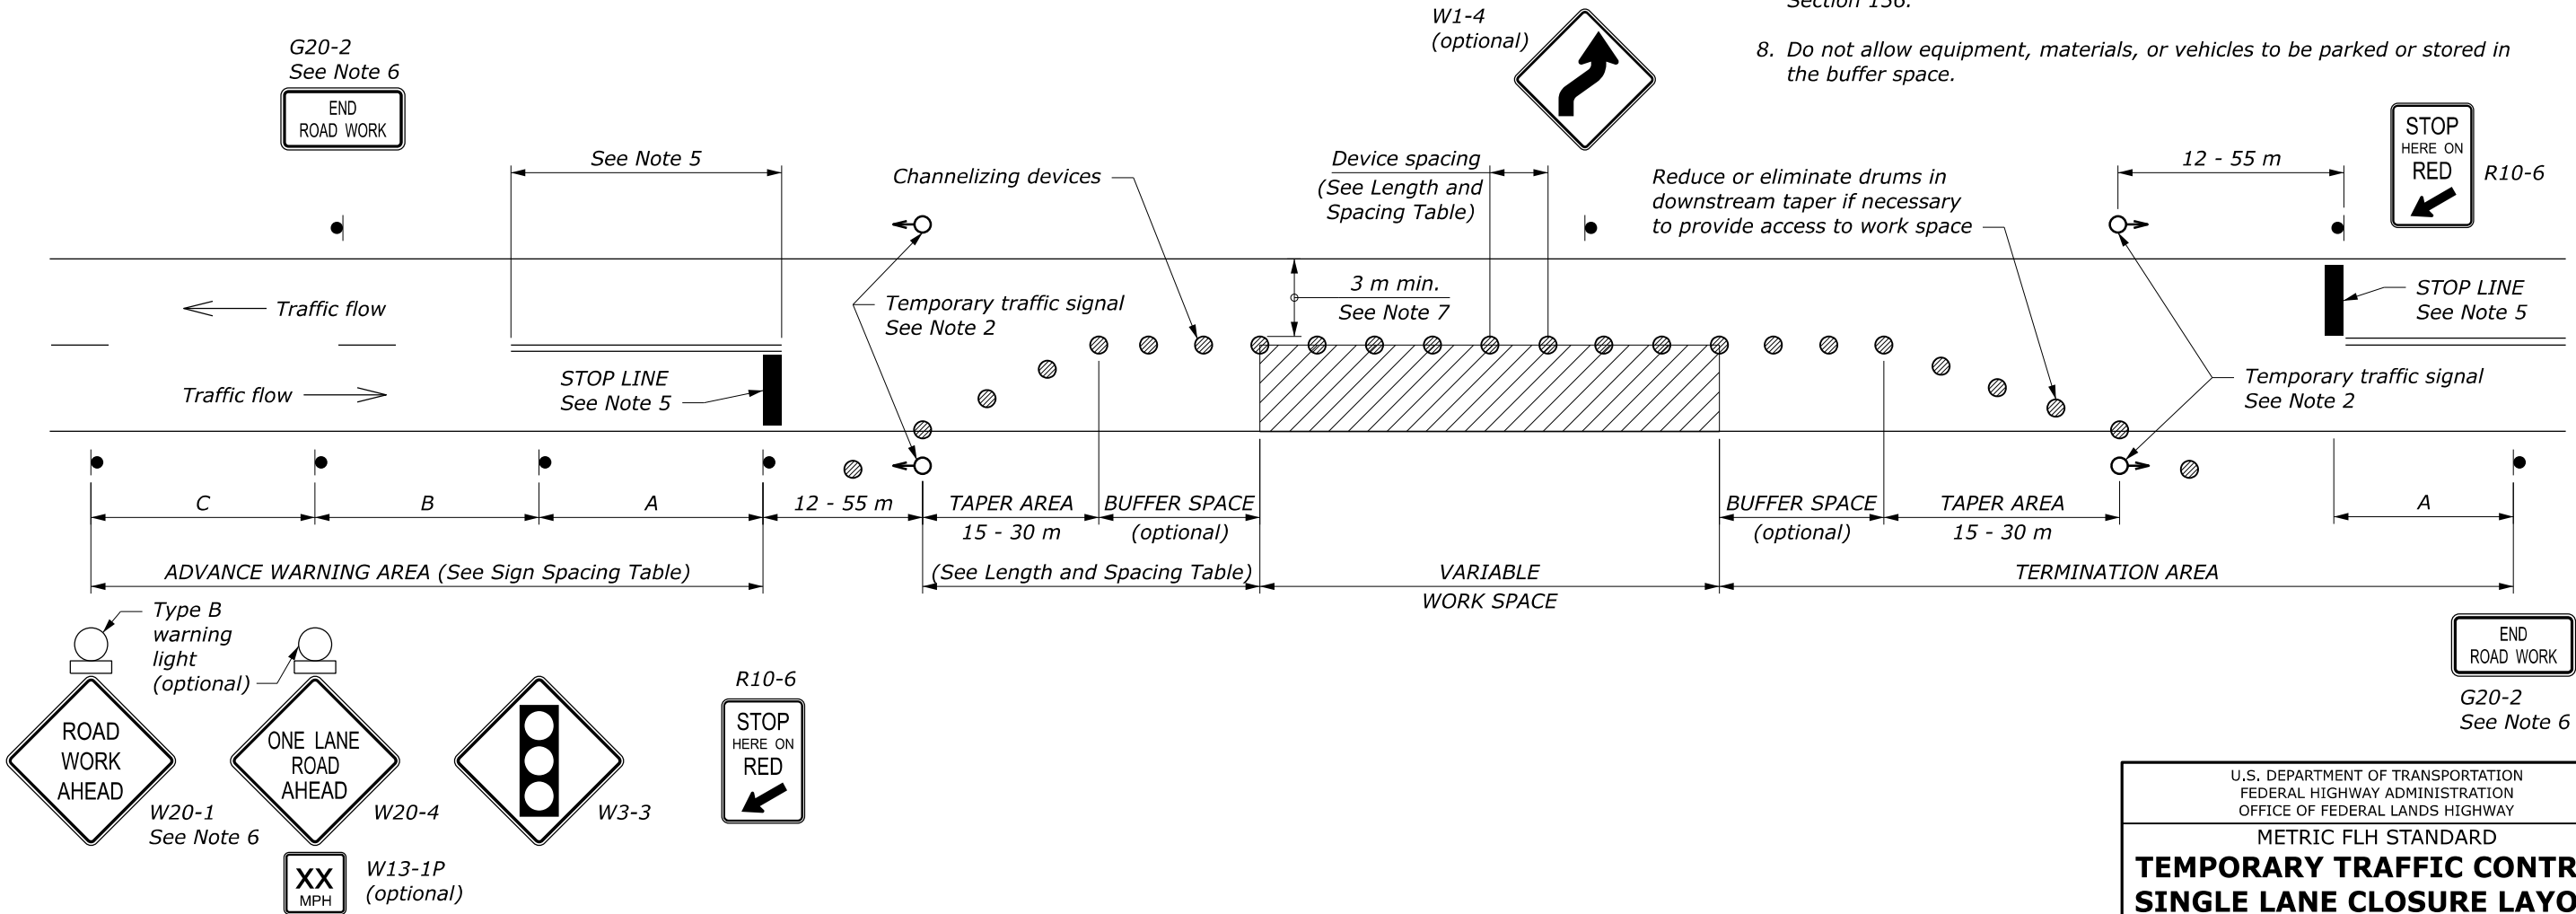 Section 156.
8. Do not allow equipment, materials, or vehicles to be parked or stored in
the buffer space.
W1-4
(optional)
G20-2
See Note 6
END
ROAD WORK
See Note 5
Channelizing devices
Device spacing
(See Length and
Spacing Table)
Reduce or eliminate drums in
downstream taper if necessary
to provide access to work space
12 - 55 m
STOP
HERE ON
RED
R10-6
Traffic flow
Temporary traffic signal
See Note 2
3 m min.
See Note 7
STOP LINE
See Note 5
Traffic flow
STOP LINE
See Note 5
Temporary traffic signal
See Note 2
C
B
A
12 - 55 m
TAPER AREA
15 - 30 m
BUFFER SPACE
(optional)
BUFFER SPACE
(optional)
TAPER AREA
15 - 30 m
A
ADVANCE WARNING AREA (See Sign Spacing Table)
(See Length and Spacing Table)
VARIABLE
WORK SPACE
TERMINATION AREA
Type B
warning
light
(optional)
ROAD
WORK
AHEAD
W20-1
See Note 6
ONE LANE
ROAD
AHEAD
W20-4
XX
MPH
W13-1P
(optional)
W3-3
R10-6
STOP
HERE ON
RED
END
ROAD WORK
G20-2
See Note 6
U.S. DEPARTMENT OF TRANSPORTATION
FEDERAL HIGHWAY ADMINISTRATION
OFFICE OF FEDERAL LANDS HIGHWAY
METRIC FLH STANDARD
TEMPORARY TRAFFIC CONTR
SINGLE LANE CLOSURE LAYO